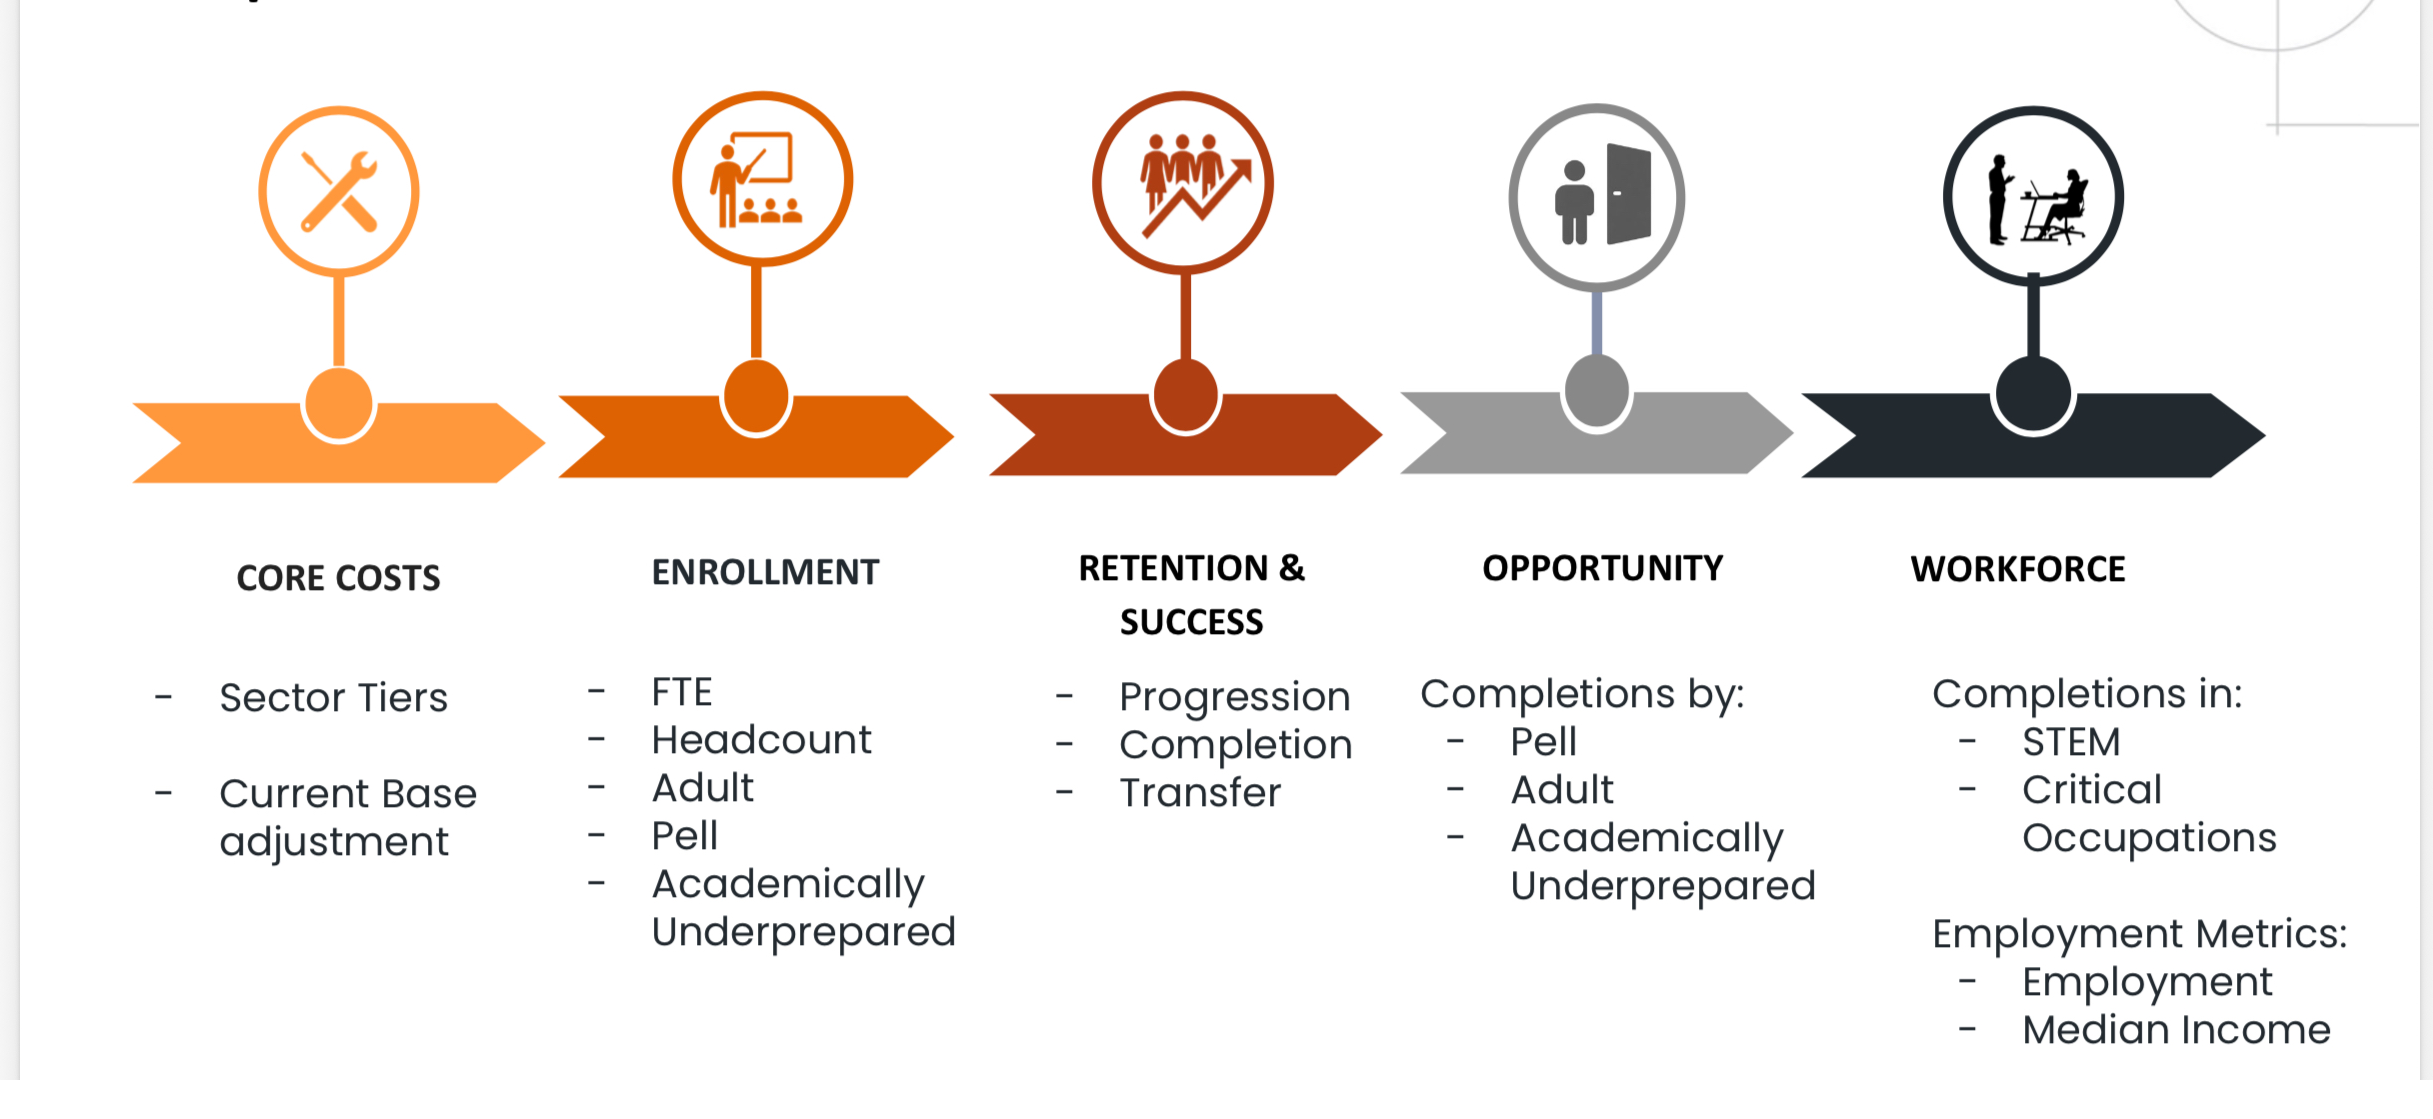 CORE COSTS
- Sector Tiers
- Current Base
adjustment
ENROLLMENT
- FTE
- Headcount
- Adult
- Pell
- Academically
Underprepared
RETENTION &
SUCCESS
- Progression
- Completion
- Transfer
OPPORTUNITY
Completions by:
- Pell
- Adult
- Academically
Underprepared
WORKFORCE
Completions in:
- STEM
- Critical
Occupations
Employment Metrics:
- Employment
- Median Income